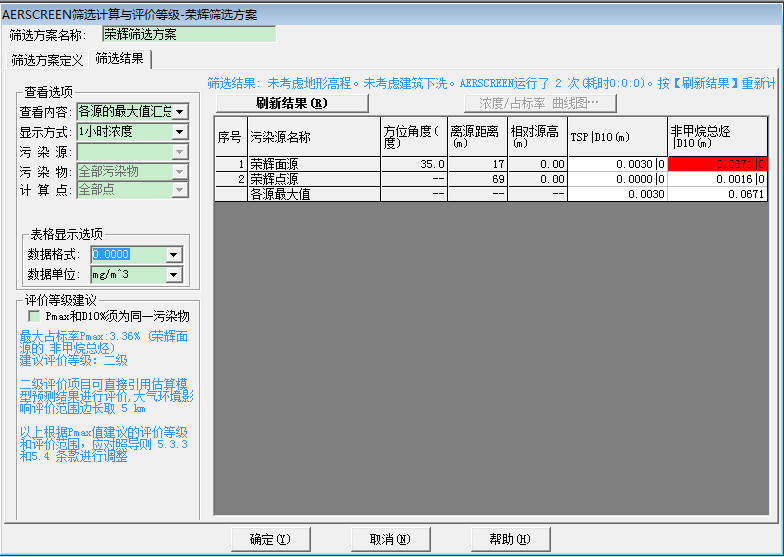 AERSCREEN筛选计算与评价等级-荣辉筛选方案
筛选方案名称: 荣辉筛选方案
筛选方案定义 筛选结果
筛选结果: 未考虑地形高程。未考虑建筑下洗。AERSCREEN运行了 2 次(耗时0:0:0)。按【刷新结果】重新计
刷新结果(R) 浓度/占标率 曲线图…
查看选项
查看内容: 各源的最大值汇总
显示方式: 1小时浓度
污 染 源:
污 染 物: 全部污染物
计 算 点: 全部点
表格显示选项
数据格式: 0.0000
数据单位: mg/m^3
评价等级建议
Pmax和D10%须为同一污染物
最大占标率Pmax:3.36% (荣辉面
源的 非甲烷总烃)
建议评价等级: 二级
二级评价项目可直接引用估算模
型预测结果进行评价,大气环境影
响评价范围边长取 5 km
以上根据Pmax值建议的评价等级
和评价范围, 应对照导则 5.3.3
和5.4 条款进行调整
序号 污染源名称 方位角度(度) 离源距离(m) 相对源高(m) TSP|D10(m) 非甲烷总烃|D10(m)
1 荣辉面源 35.0 17 0.00 0.0030|0 0.0671|0
2 荣辉点源 -- 69 0.00 0.0000|0 0.0016|0
各源最大值 -- -- -- 0.0030 0.0671
确定(Y) 取消(N) 帮助(H)